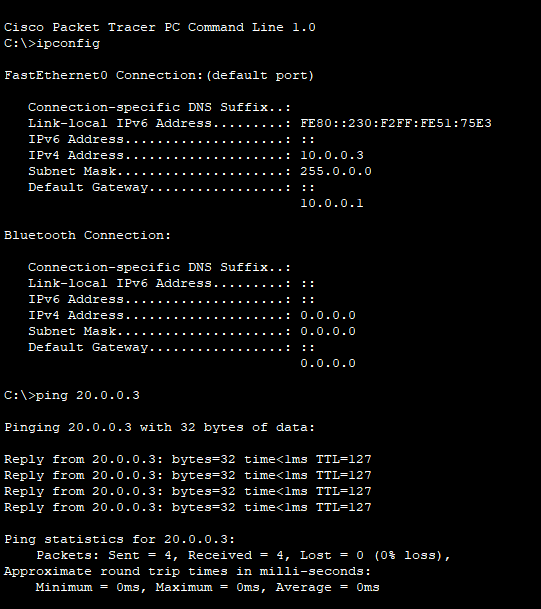 Cisco Packet Tracer PC Command Line 1.0
C:\>ipconfig
FastEthernet0 Connection:(default port)
Connection-specific DNS Suffix..:
Link-local IPv6 Address.........: FE80::230:F2FF:FE51:75E3
IPv6 Address....................: ::
IPv4 Address....................: 10.0.0.3
Subnet Mask.....................: 255.0.0.0
Default Gateway.................: ::
10.0.0.1
Bluetooth Connection:
Connection-specific DNS Suffix..:
Link-local IPv6 Address.........: ::
IPv6 Address....................: ::
IPv4 Address....................: 0.0.0.0
Subnet Mask.....................: 0.0.0.0
Default Gateway.................: ::
0.0.0.0
C:\>ping 20.0.0.3
Pinging 20.0.0.3 with 32 bytes of data:
Reply from 20.0.0.3: bytes=32 time<1ms TTL=127
Reply from 20.0.0.3: bytes=32 time<1ms TTL=127
Reply from 20.0.0.3: bytes=32 time<1ms TTL=127
Reply from 20.0.0.3: bytes=32 time<1ms TTL=127
Ping statistics for 20.0.0.3:
Packets: Sent = 4, Received = 4, Lost = 0 (0% loss),
Approximate round trip times in milli-seconds:
Minimum = 0ms, Maximum = 0ms, Average = 0ms